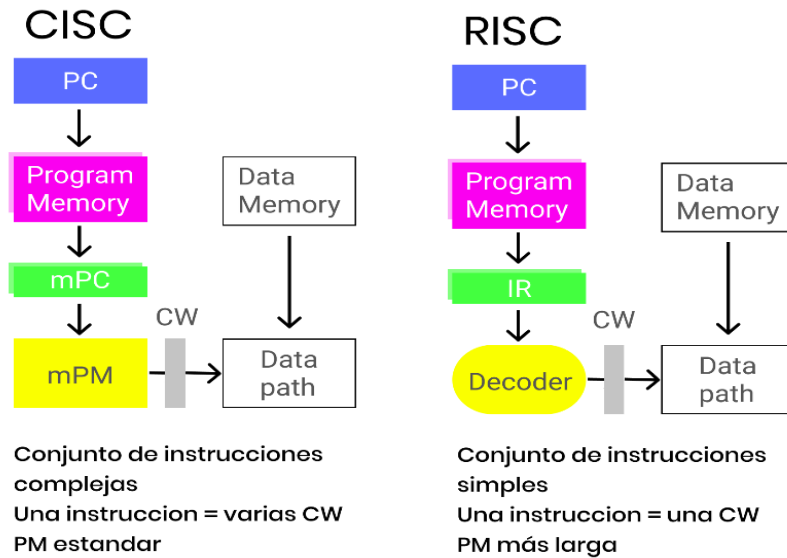 CISC
PC
Program
Memory
Data
Memory
mPC
CW
mPM
Data
path
Conjunto de instrucciones
complejas
Una instruccion = varias CW
PM estandar
RISC
PC
Program
Memory
Data
Memory
IR
CW
Decoder
Data
path
Conjunto de instrucciones
simples
Una instruccion = una CW
PM más larga